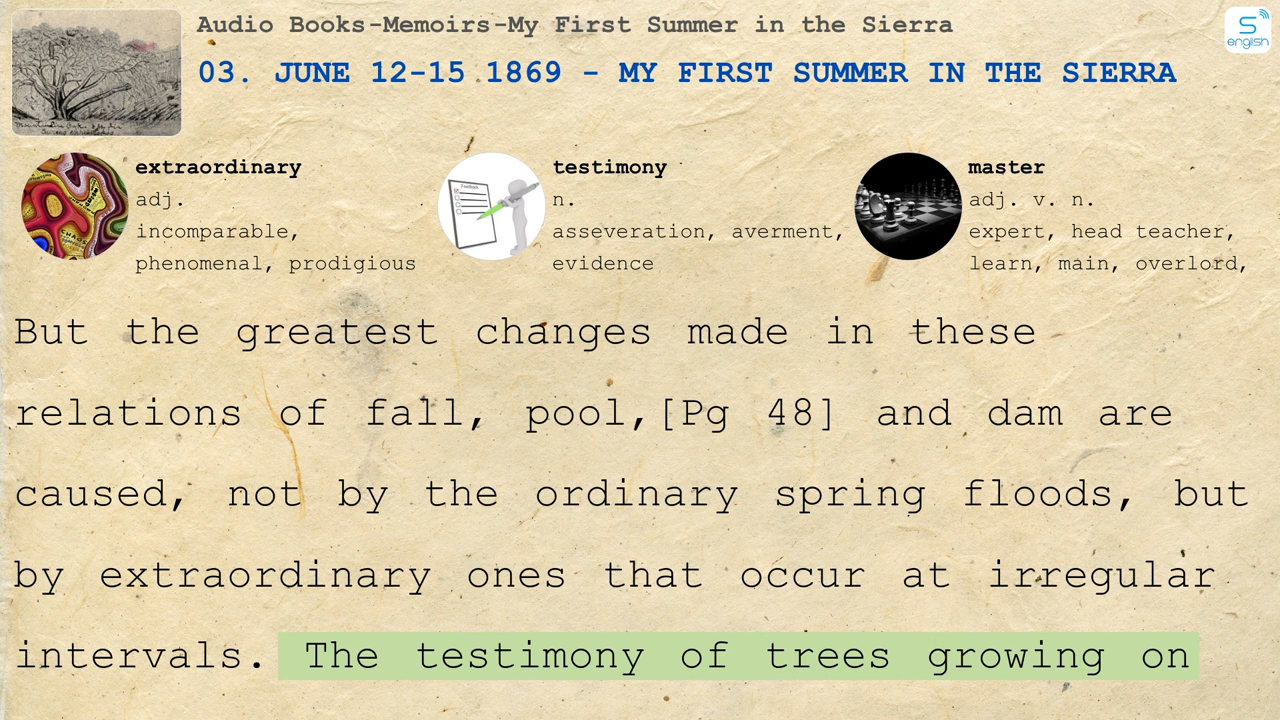 Audio Books-Memoirs-My First Summer in the Sierra
03. JUNE 12-15 1869 - MY FIRST SUMMER IN THE SIERRA
S
english
extraordinary
adj.
incomparable,
phenomenal, prodigious
testimony
n.
asseveration, averment,
evidence
master
adj. v. n.
expert, head teacher,
learn, main, overlord,
Feedback
But the greatest changes made in these
relations of fall, pool,[Pg 48] and dam are
caused, not by the ordinary spring floods, but
by extraordinary ones that occur at irregular
intervals. The testimony of trees growing on